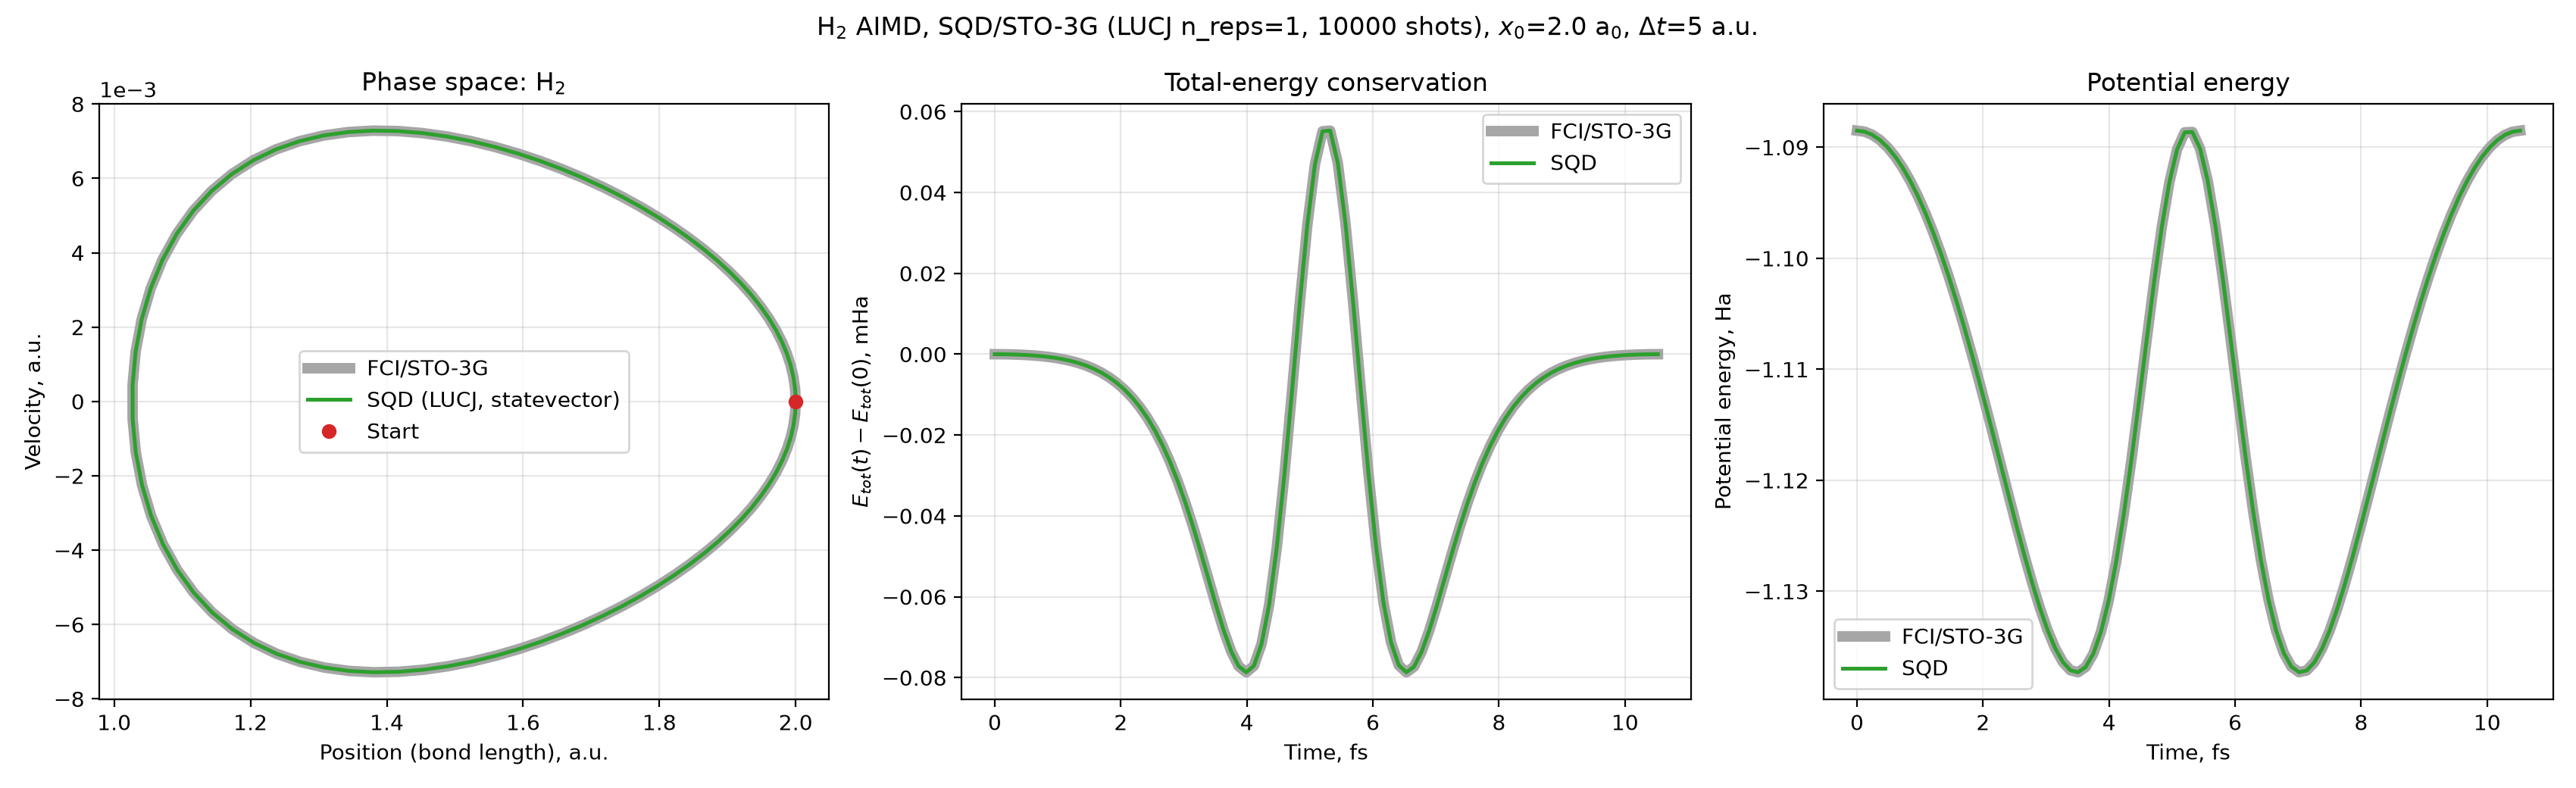 H₂ AIMD, SQD/STO-3G (LUCJ n_reps=1, 10000 shots), x₀=2.0 a₀, Δt=5 a.u.
Phase space: H₂
1e−3
8
6
4
2
0
−2
−4
−6
−8
Velocity, a.u.
FCI/STO-3G
SQD (LUCJ, statevector)
Start
1.0 1.2 1.4 1.6 1.8 2.0
Position (bond length), a.u.
Total-energy conservation
0.06
0.04
0.02
0.00
−0.02
−0.04
−0.06
−0.08
E_tot(t) − E_tot(0), mHa
FCI/STO-3G
SQD
0 2 4 6 8 10
Time, fs
Potential energy
−1.09
−1.10
−1.11
−1.12
−1.13
Potential energy, Ha
FCI/STO-3G
SQD
0 2 4 6 8 10
Time, fs